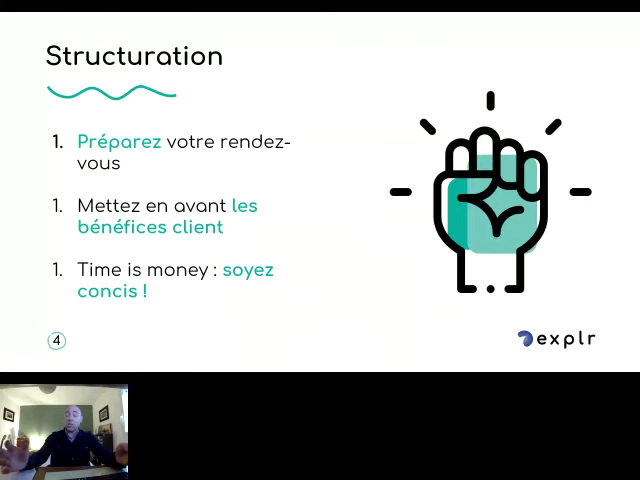 Structuration
1. Préparez votre rendez-
vous
1. Mettez en avant les
bénéfices client
1. Time is money : soyez
concis !
4
explr